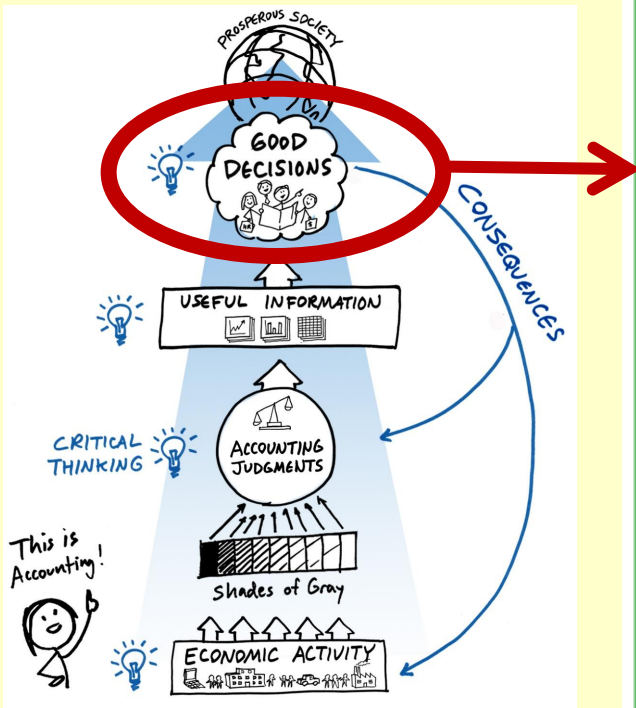 PROSPEROUS SOCIETY
GOOD
DECISIONS
HR
$
CONSEQUENCES
USEFUL INFORMATION
CRITICAL
THINKING
ACCOUNTING
JUDGMENTS
This is
Accounting!
Shades of Gray
ECONOMIC ACTIVITY